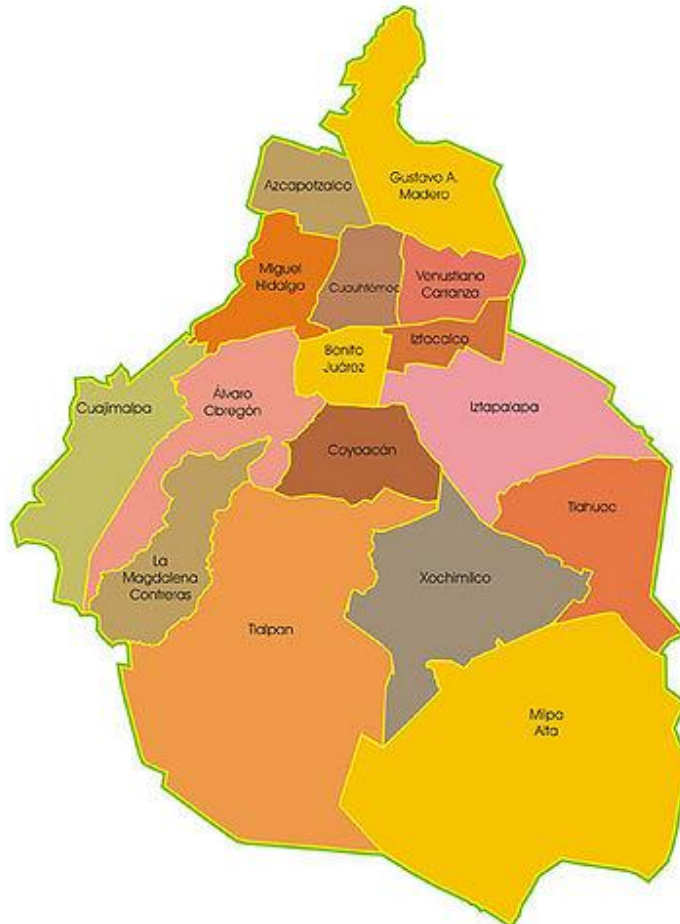 Azcapotzalco
Gustavo A.
Madero
Miguel
Hidalgo
Cuauhtémoc
Venustiano
Carranza
Iztacalco
Benito
Juárez
Cuajimalpa
Álvaro
Obregón
Iztapalapa
Coyoacán
Tlahuac
La
Magdalena
Contreras
Xochimilco
Tlalpan
Milpa
Alta